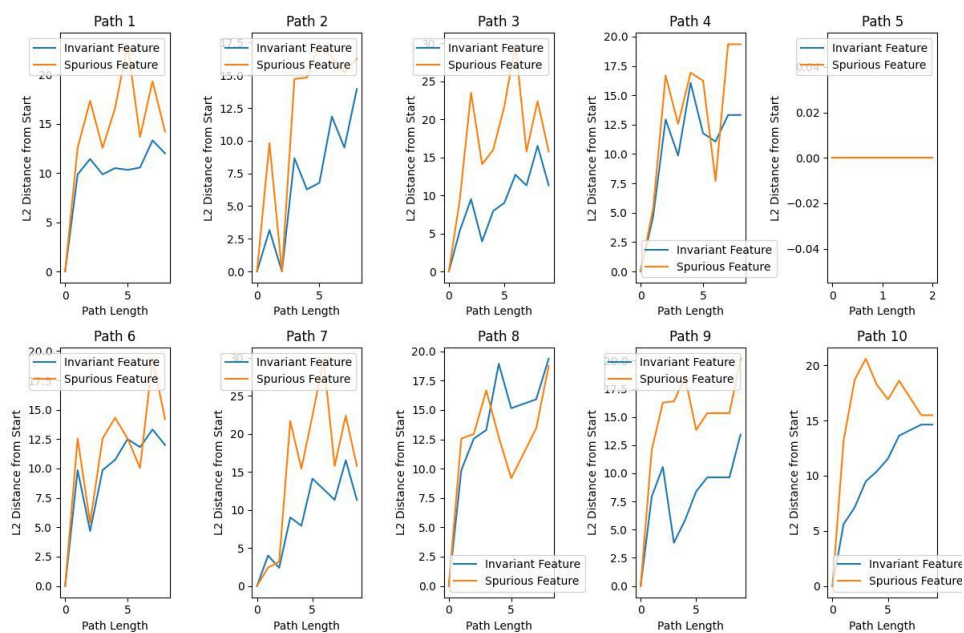 Path 1
Invariant Feature
Spurious Feature
20
15
10
5
0
L2 Distance from Start
0
5
Path Length
Path 2
Invariant Feature
Spurious Feature
17.5
15.0
12.5
10.0
7.5
5.0
2.5
0.0
L2 Distance from Start
0
5
Path Length
Path 3
Invariant Feature
Spurious Feature
30
25
20
15
10
5
0
L2 Distance from Start
0
5
Path Length
Path 4
20.0
17.5
15.0
12.5
10.0
7.5
5.0
2.5
0.0
L2 Distance from Start
Invariant Feature
Spurious Feature
0
5
Path Length
Path 5
Invariant Feature
Spurious Feature
0.04
0.02
0.00
−0.02
−0.04
L2 Distance from Start
0
1
2
Path Length
Path 6
Invariant Feature
Spurious Feature
20.0
17.5
15.0
12.5
10.0
7.5
5.0
2.5
0.0
L2 Distance from Start
0
5
Path Length
Path 7
Invariant Feature
Spurious Feature
30
25
20
15
10
5
0
L2 Distance from Start
0
5
Path Length
Path 8
20.0
17.5
15.0
12.5
10.0
7.5
5.0
2.5
0.0
L2 Distance from Start
Invariant Feature
Spurious Feature
0
5
Path Length
Path 9
Invariant Feature
Spurious Feature
20.0
17.5
15.0
12.5
10.0
7.5
5.0
2.5
0.0
L2 Distance from Start
0
5
Path Length
Path 10
20
15
10
5
0
L2 Distance from Start
Invariant Feature
Spurious Feature
0
5
Path Length